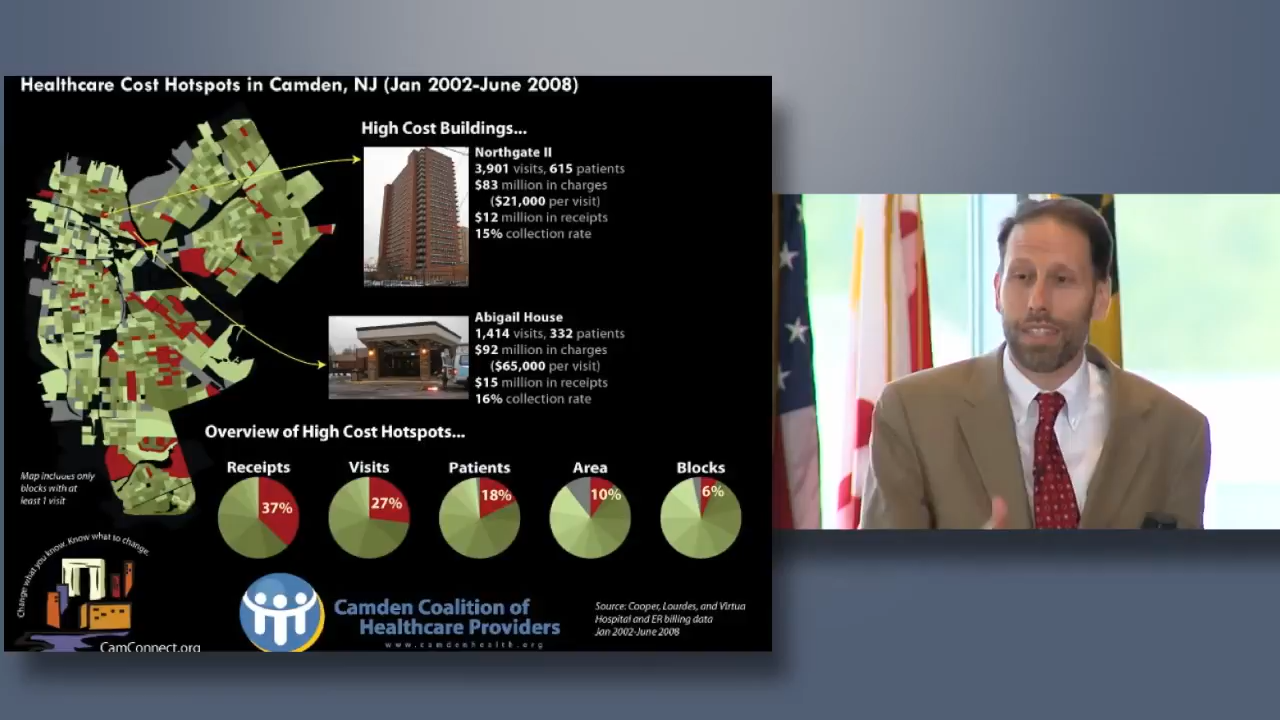 Healthcare Cost Hotspots in Camden, NJ (Jan 2002-June 2008)
High Cost Buildings...
Northgate II
3,901 visits, 615 patients
$83 million in charges
($21,000 per visit)
$12 million in receipts
15% collection rate
Abigail House
1,414 visits, 332 patients
$92 million in charges
($65,000 per visit)
$15 million in receipts
16% collection rate
Overview of High Cost Hotspots...
Receipts
Visits
Patients
Area
Blocks
37%
27%
18%
10%
6%
Map includes only
blocks with at
least 1 visit
Change what you know. Know what to change.
CamConnect.org
Camden Coalition of
Healthcare Providers
www.camdenhealth.org
Source: Cooper, Lourdes, and Virtua
Hospital and ER billing data
Jan 2002-June 2008